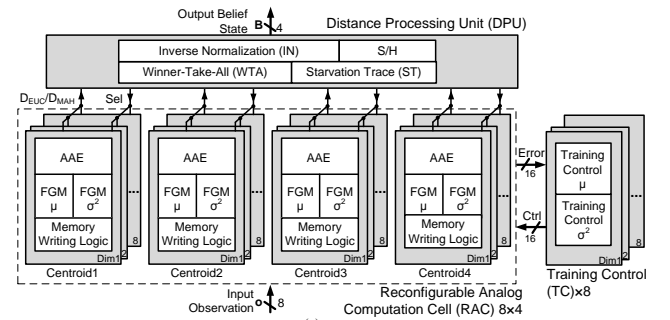 Output Belief
State B 4
Distance Processing Unit (DPU)
Inverse Normalization (IN) S/H
Winner-Take-All (WTA) Starvation Trace (ST)
D_EUC/D_MAH Sel
AAE AAE AAE AAE
FGM μ FGM σ² FGM μ FGM σ² FGM μ FGM σ² FGM μ FGM σ²
Memory Writing Logic Memory Writing Logic Memory Writing Logic Memory Writing Logic
... ... ... ...
Dim1 2 8 Dim1 2 8 Dim1 2 8 Dim1 2 8
Centroid1 Centroid2 Centroid3 Centroid4
Error
16
Ctrl
16
Training Control μ
Training Control σ²
...
Dim1 2 8
Training Control
(TC)×8
Input
Observation o 8
Reconfigurable Analog
Computation Cell (RAC) 8×4